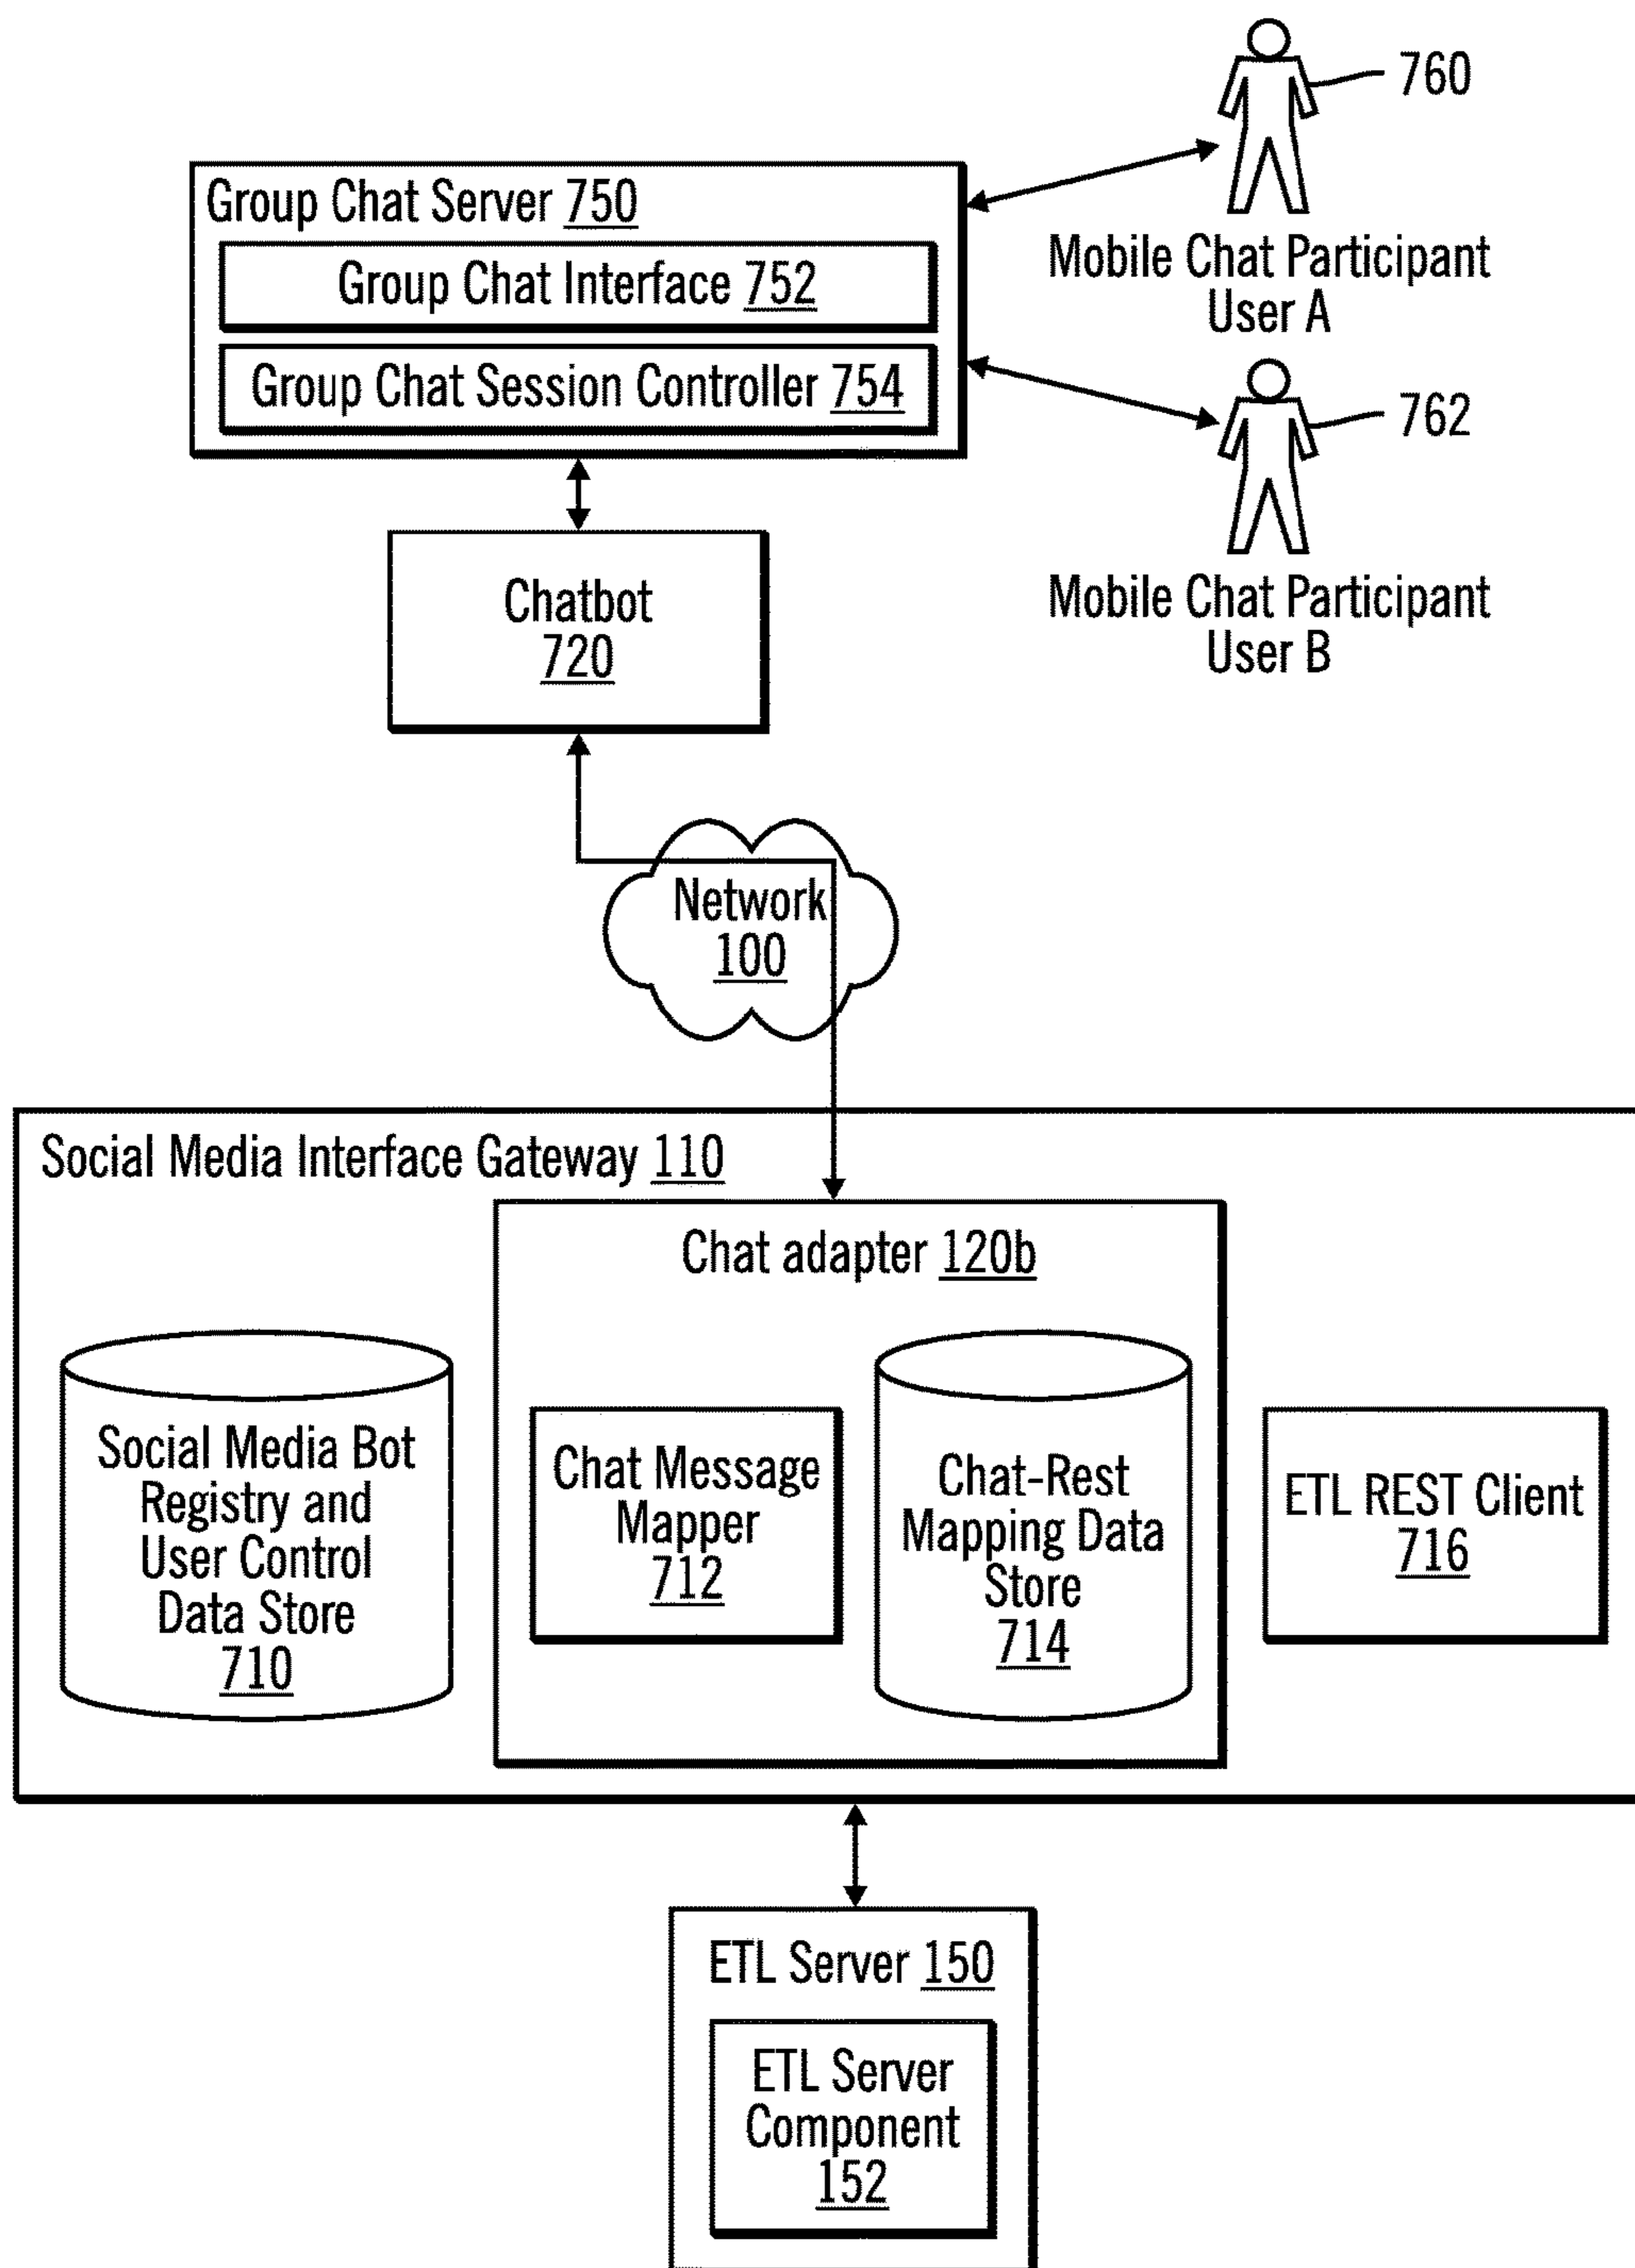 760
Group Chat Server 750
Group Chat Interface 752
Group Chat Session Controller 754
Mobile Chat Participant
User A
762
Mobile Chat Participant
User B
Chatbot
720
Network
100
Social Media Interface Gateway 110
Chat adapter 120b
Social Media Bot
Registry and
User Control
Data Store
710
Chat Message
Mapper
712
Chat-Rest
Mapping Data
Store
714
ETL REST Client
716
ETL Server 150
ETL Server
Component
152